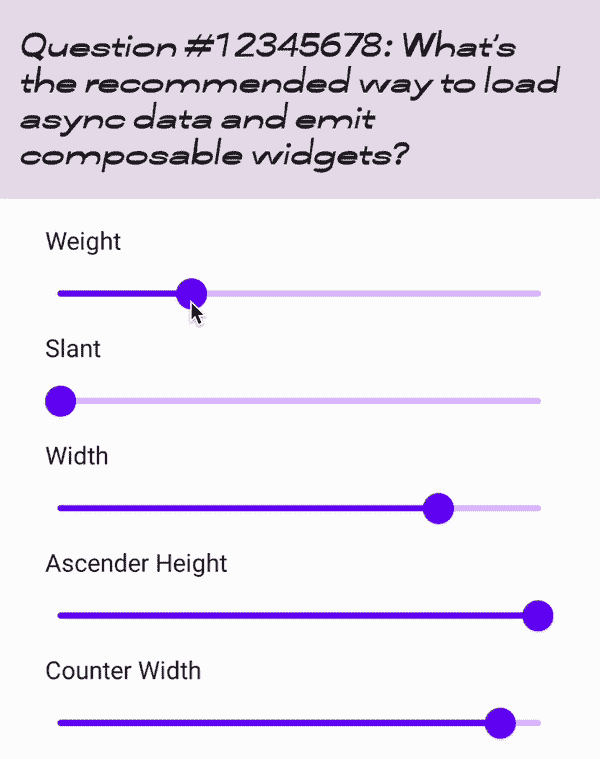 Question #12345678: What's
the recommended way to load
async data and emit
composable widgets?
Weight
Slant
Width
Ascender Height
Counter Width